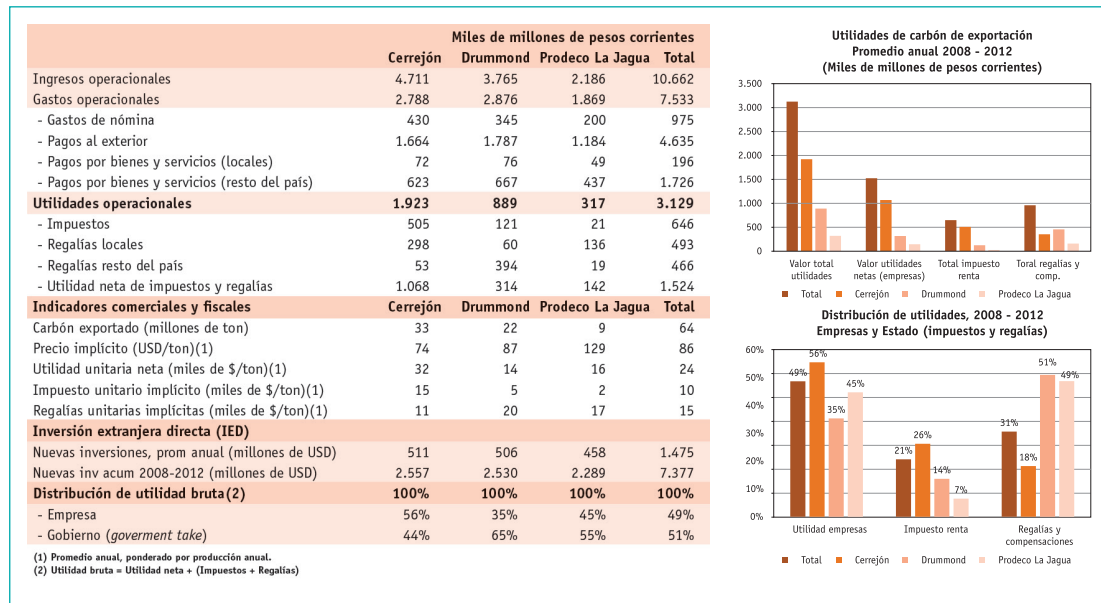 Miles de millones de pesos corrientes
Cerrejón Drummond Prodeco La Jagua Total
Ingresos operacionales 4.711 3.765 2.186 10.662
Gastos operacionales 2.788 2.876 1.869 7.533
- Gastos de nómina 430 345 200 975
- Pagos al exterior 1.664 1.787 1.184 4.635
- Pagos por bienes y servicios (locales) 72 76 49 196
- Pagos por bienes y servicios (resto del país) 623 667 437 1.726
Utilidades operacionales 1.923 889 317 3.129
- Impuestos 505 121 21 646
- Regalías locales 298 60 136 493
- Regalías resto del país 53 394 19 466
- Utilidad neta de impuestos y regalías 1.068 314 142 1.524
Indicadores comerciales y fiscales Cerrejón Drummond Prodeco La Jagua Total
Carbón exportado (millones de ton) 33 22 9 64
Precio implícito (USD/ton)(1) 74 87 129 86
Utilidad unitaria neta (miles de $/ton)(1) 32 14 16 24
Impuesto unitario implícito (miles de $/ton)(1) 15 5 2 10
Regalías unitarias implícitas (miles de $/ton)(1) 11 20 17 15
Inversión extranjera directa (IED)
Nuevas inversiones, prom anual (millones de USD) 511 506 458 1.475
Nuevas inv acum 2008-2012 (millones de USD) 2.557 2.530 2.289 7.377
Distribución de utilidad bruta(2) 100% 100% 100% 100%
- Empresa 56% 35% 45% 49%
- Gobierno (goverment take) 44% 65% 55% 51%
(1) Promedio anual, ponderado por producción anual.
(2) Utilidad bruta = Utilidad neta + (Impuestos + Regalías)
Utilidades de carbón de exportación
Promedio anual 2008 - 2012
(Miles de millones de pesos corrientes)
3.500
3.000
2.500
2.000
1.500
1.000
500
0
Valor total utilidades
Valor utilidades netas (empresas)
Total impuesto renta
Toral regalías y comp.
Total Cerrejón Drummond Prodeco La Jagua
Distribución de utilidades, 2008 - 2012
Empresas y Estado (impuestos y regalías)
60%
50%
40%
30%
20%
10%
0%
49% 56% 35% 45%
21% 26% 14% 7%
31% 18% 51% 49%
Utilidad empresas
Impuesto renta
Regalías y compensaciones
Total Cerrejón Drummond Prodeco La Jagua